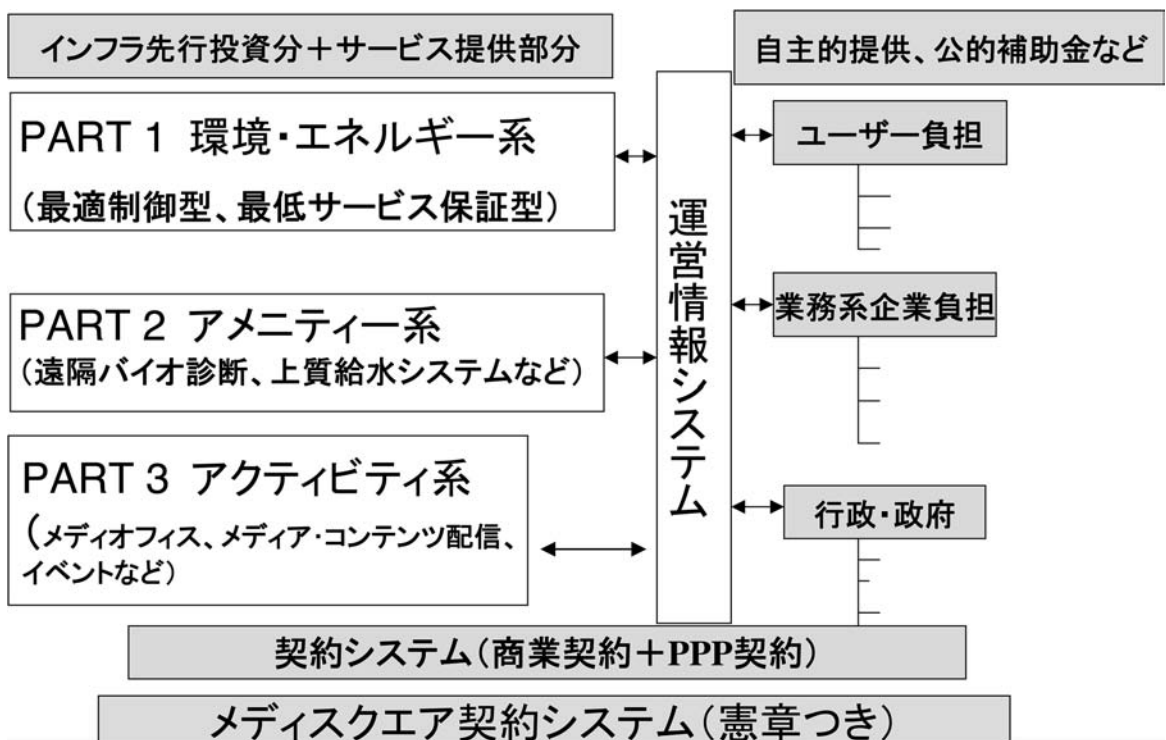 インフラ先行投資分＋サービス提供部分
自主的提供、公的補助金など
PART 1 環境・エネルギー系
（最適制御型、最低サービス保証型）
PART 2 アメニティー系
（遠隔バイオ診断、上質給水システムなど）
PART 3 アクティビティ系
（メディオフィス、メディア・コンテンツ配信、
イベントなど）
運営情報システム
ユーザー負担
業務系企業負担
行政・政府
契約システム（商業契約＋PPP契約）
メディスクエア契約システム（憲章つき）